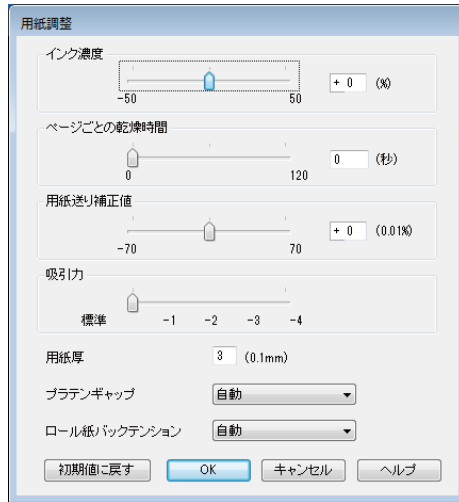 用紙調整
インク濃度
+ 0 (%)
-50 50
ページごとの乾燥時間
0 (秒)
0 120
用紙送り補正値
+ 0 (0.01%)
-70 70
吸引力
標準 -1 -2 -3 -4
用紙厚 3 (0.1mm)
プラテンギャップ 自動
ロール紙バックテンション 自動
初期値に戻す OK キャンセル ヘルプ